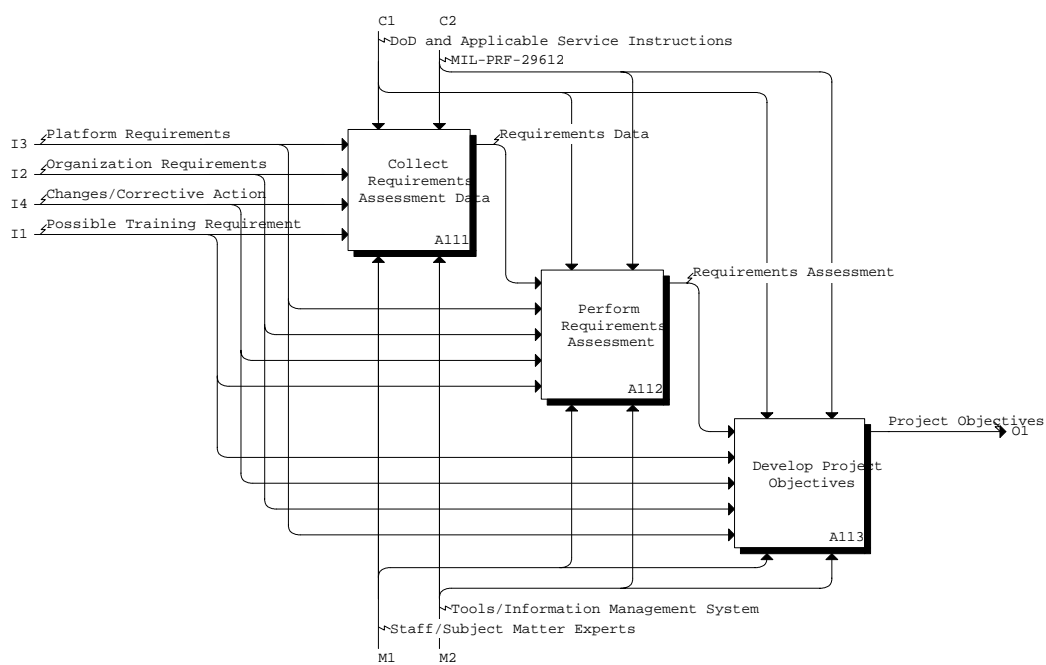 C1 C2
DoD and Applicable Service Instructions
MIL-PRF-29612
I3 Platform Requirements
I2 Organization Requirements
I4 Changes/Corrective Action
I1 Possible Training Requirement
Collect
Requirements
Assessment Data
A111
Requirements Data
Perform
Requirements
Assessment
A112
Requirements Assessment
Develop Project
Objectives
A113
Project Objectives
O1
Tools/Information Management System
Staff/Subject Matter Experts
M1 M2